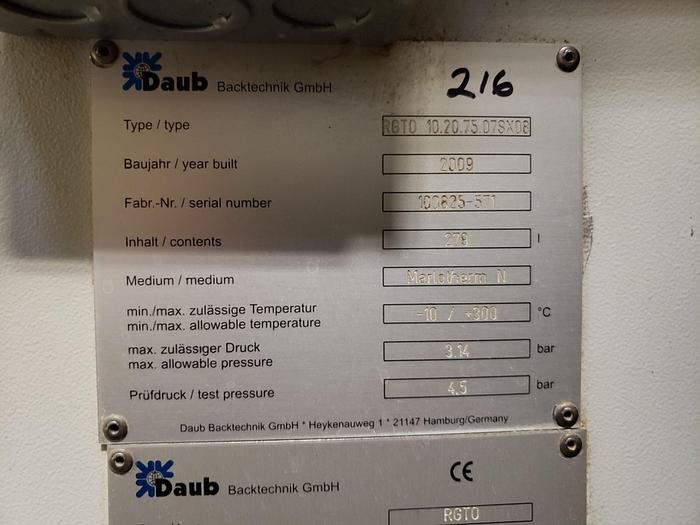 Daub Backtechnik GmbH 216
Type / type RGTO 10.20.75.07SX08
Baujahr / year built 2009
Fabr.-Nr. / serial number 100825-571
Inhalt / contents 279 l
Medium / medium Marlotherm N
min./max. zulässige Temperatur
min./max. allowable temperature -10 / +300 °C
max. zulässiger Druck
max. allowable pressure 3.14 bar
Prüfdruck / test pressure 4,5 bar
Daub Backtechnik GmbH * Heykenauweg 1 * 21147 Hamburg/Germany
Daub Backtechnik GmbH CE
RGTO